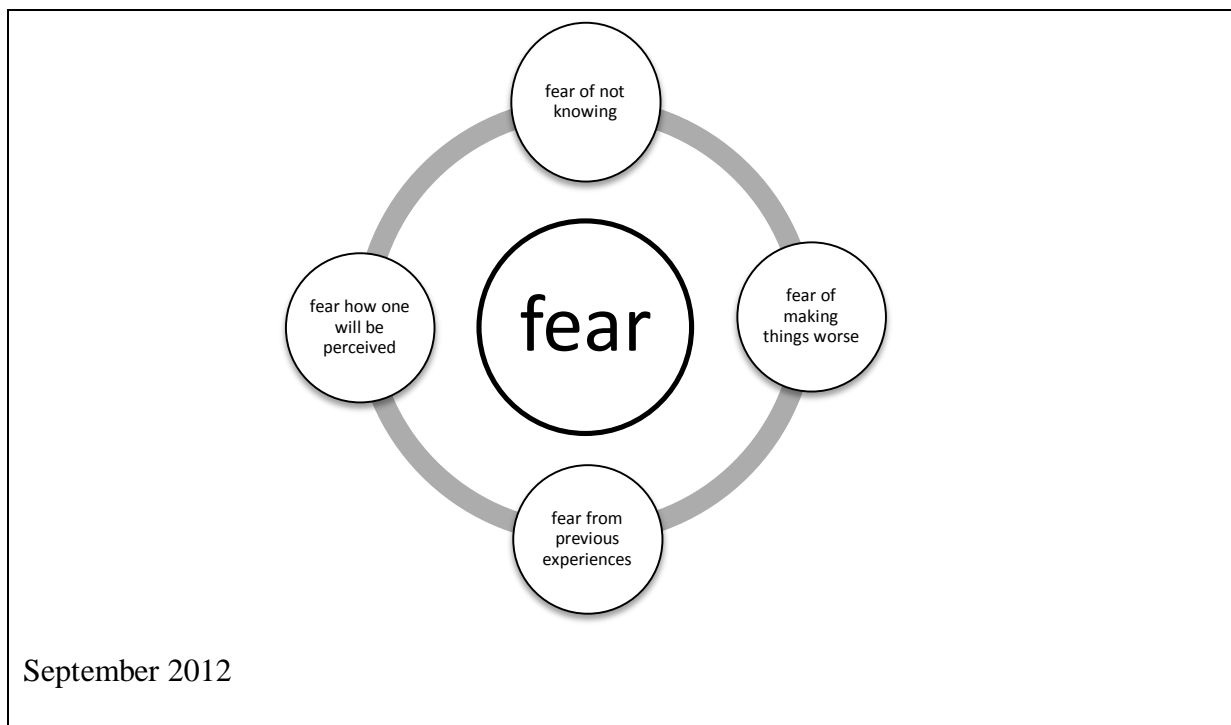 fear of not
knowing
fear how one
will be
perceived
fear
fear of
making
things worse
fear from
previous
experiences
September 2012